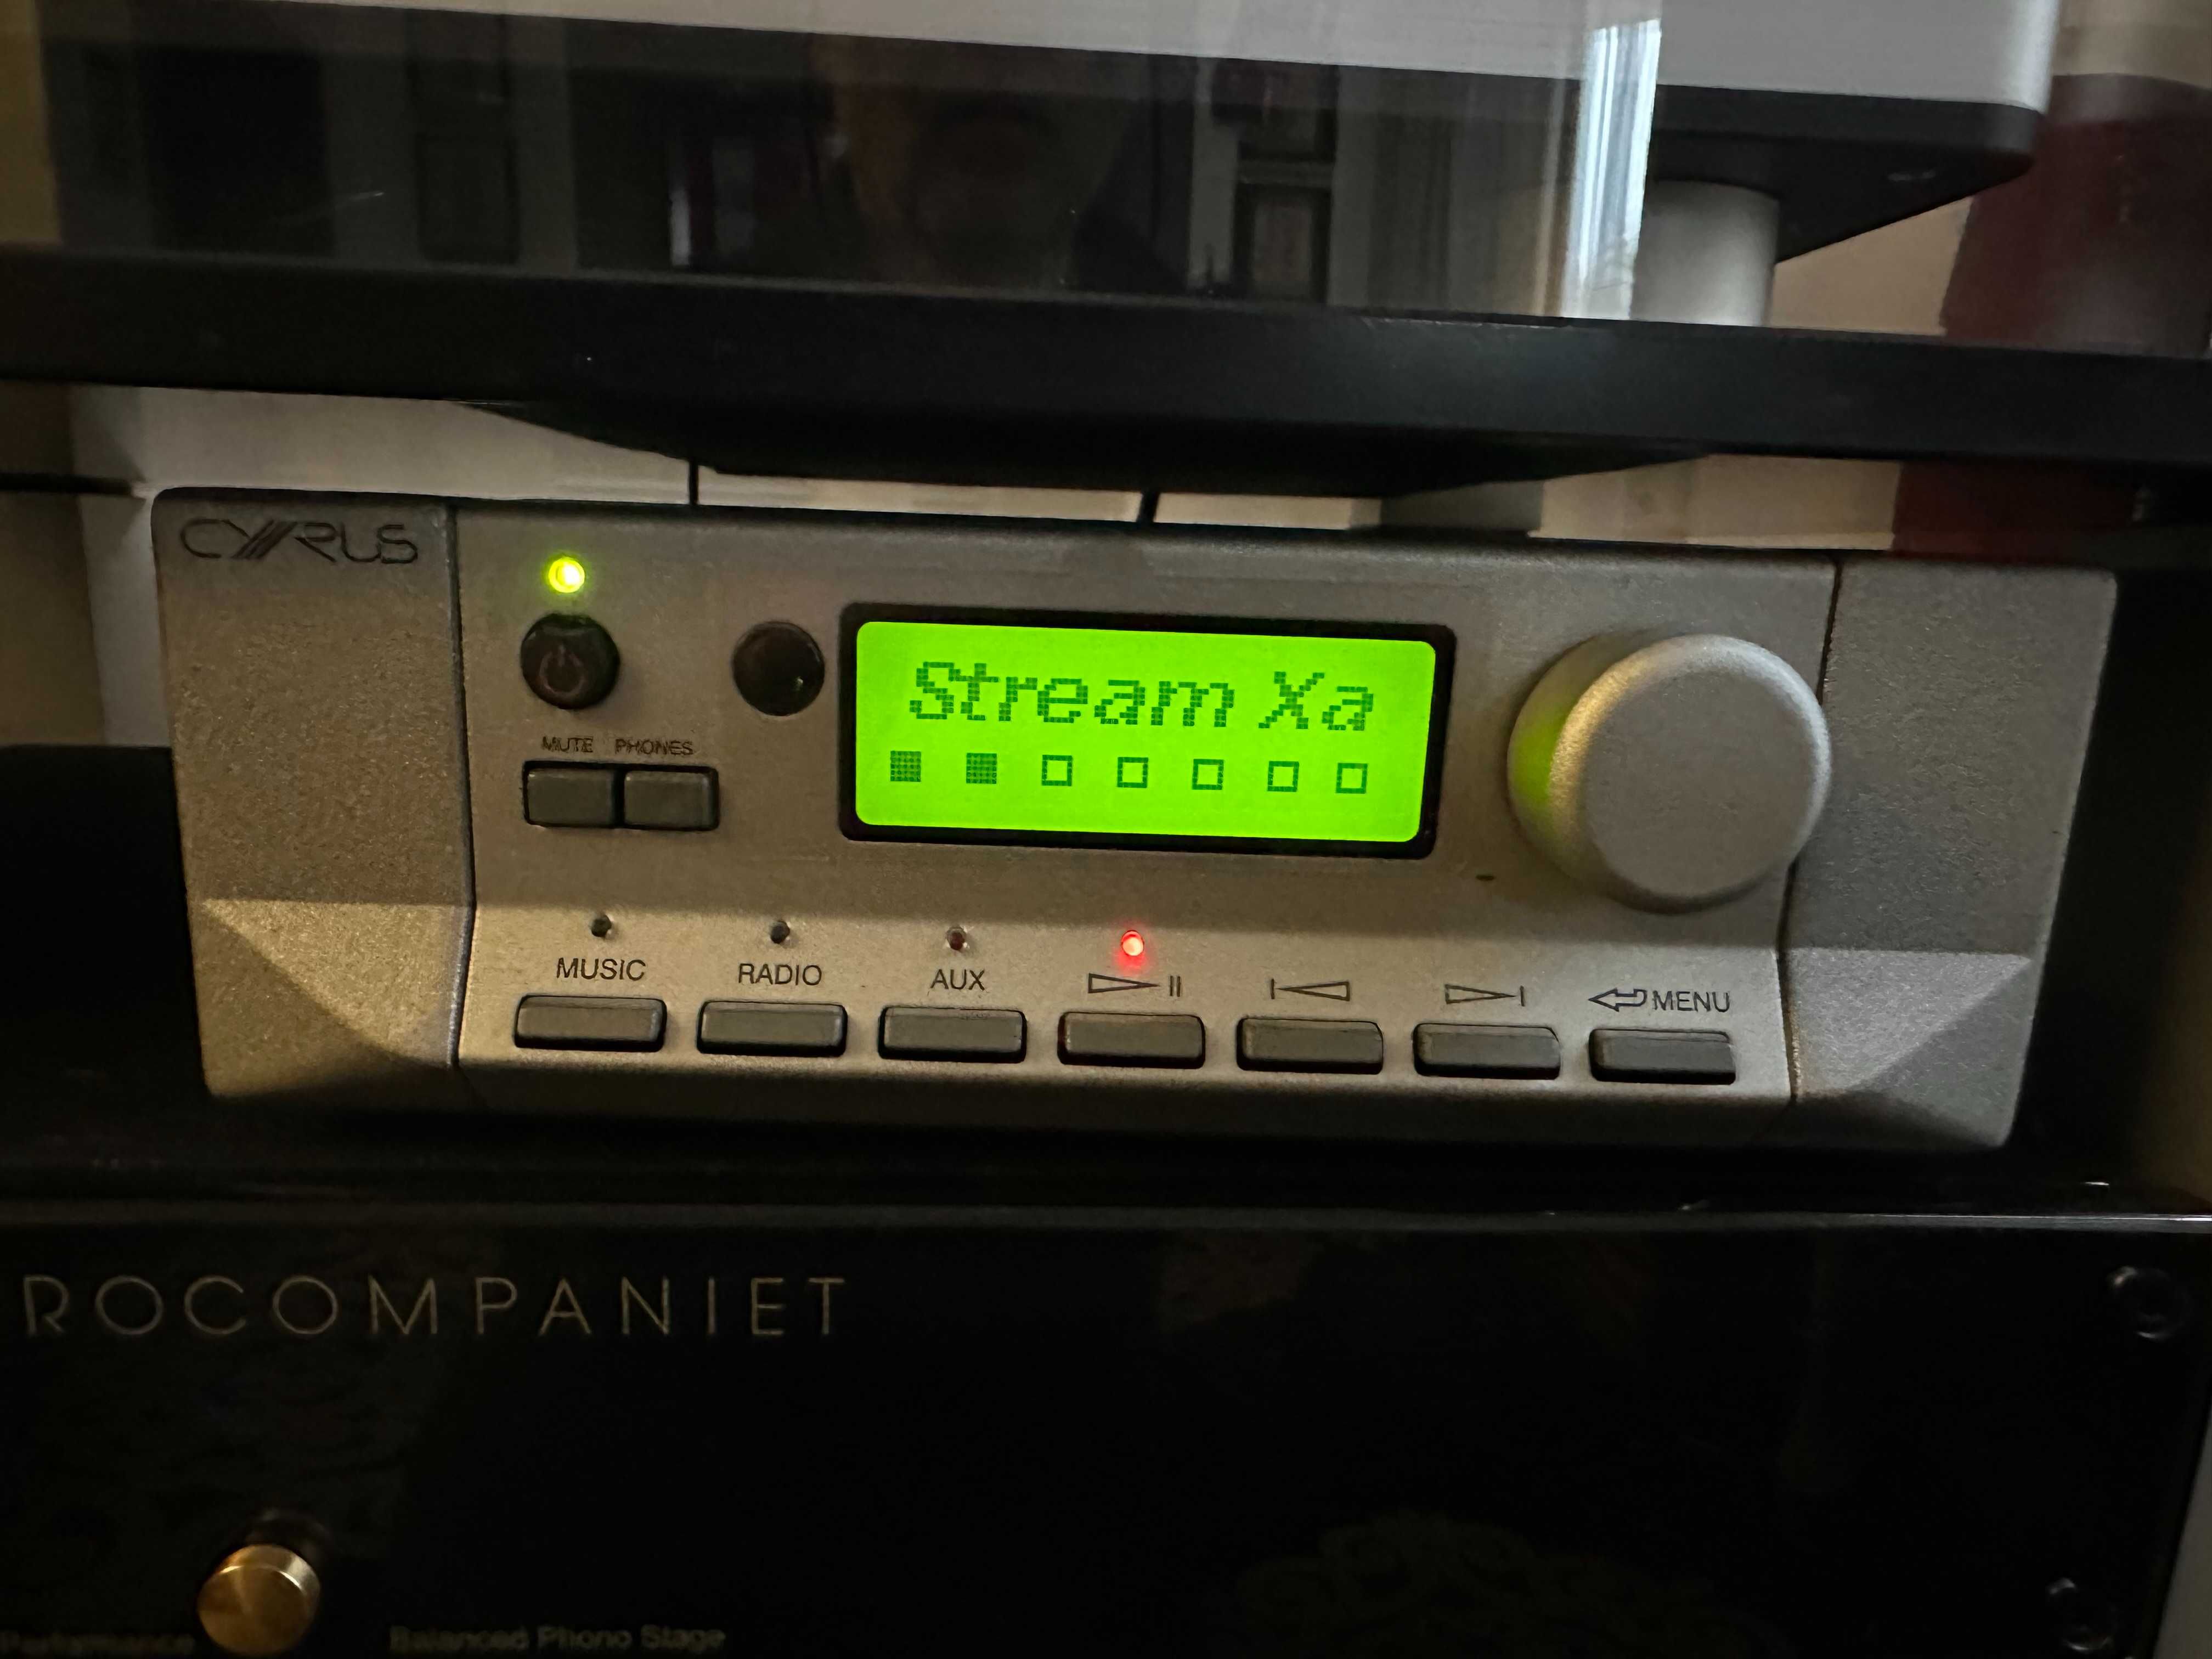 CYRUS
Stream Xa
MUTE PHONES
MUSIC RADIO AUX MENU
ROCOMPANIET
Balanced Phono Stage